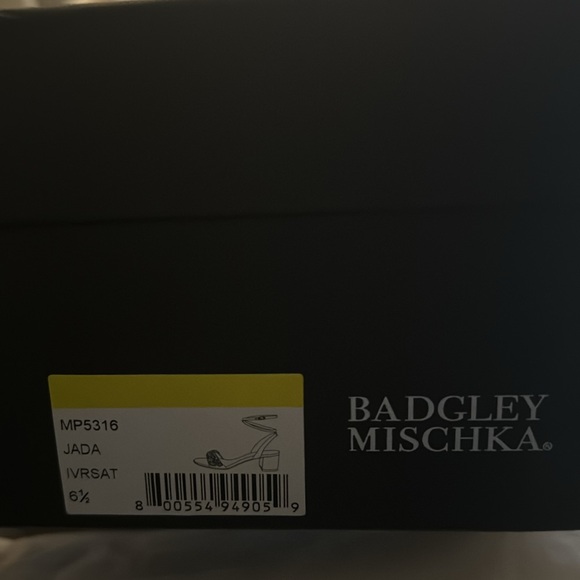 MP5316
JADA
IVRSAT
6½
8 00554 94905 9
BADGLEY
MISCHKA®